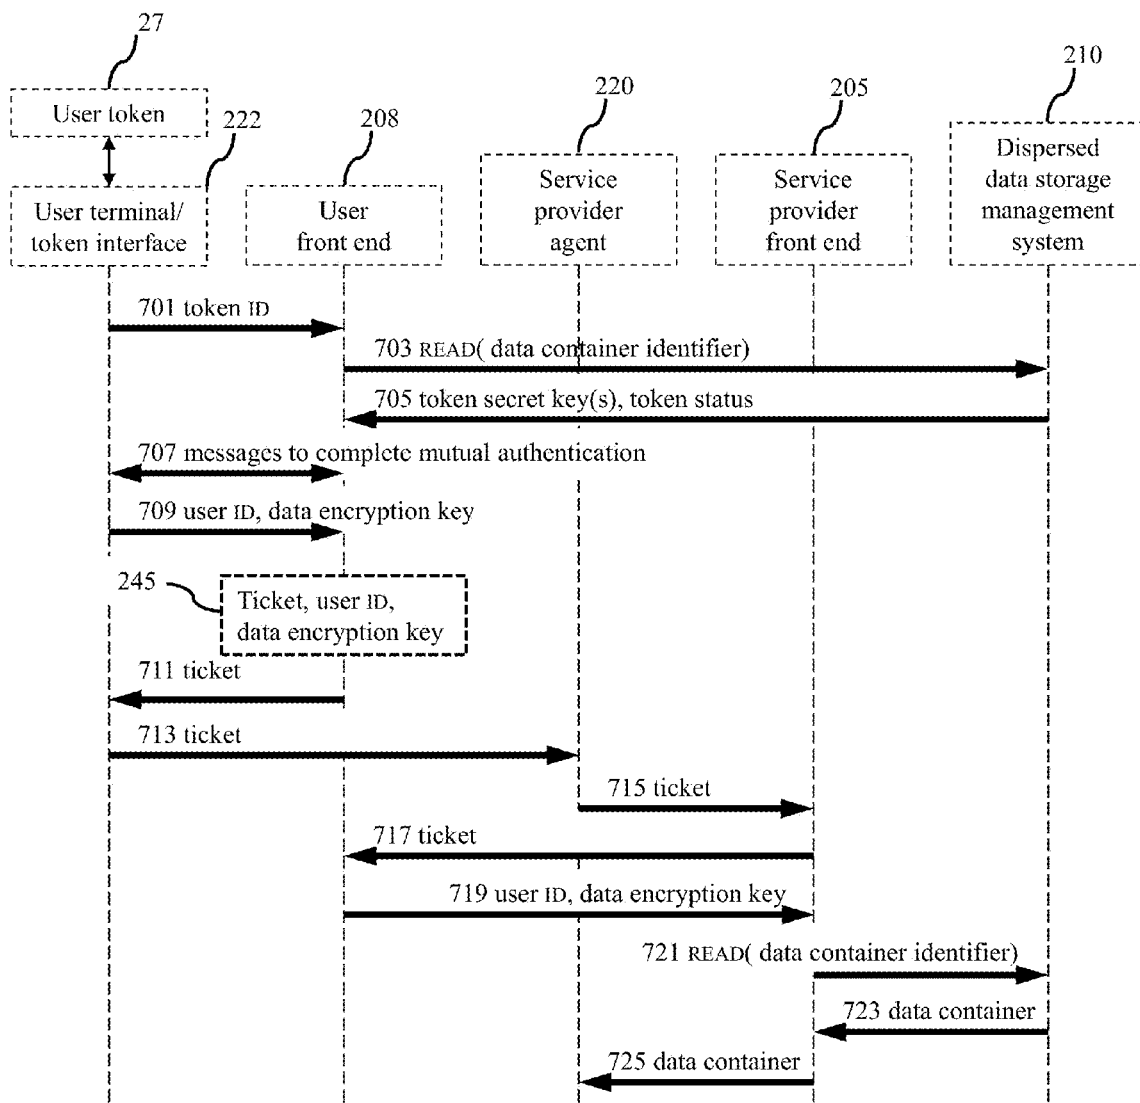 27
User token
222
208
220
205
210
User terminal/
token interface
User
front end
Service
provider
agent
Service
provider
front end
Dispersed
data storage
management
system
701 token ID
703 READ( data container identifier)
705 token secret key(s), token status
707 messages to complete mutual authentication
709 user ID, data encryption key
245
Ticket, user ID,
data encryption key
711 ticket
713 ticket
715 ticket
717 ticket
719 user ID, data encryption key
721 READ( data container identifier)
723 data container
725 data container